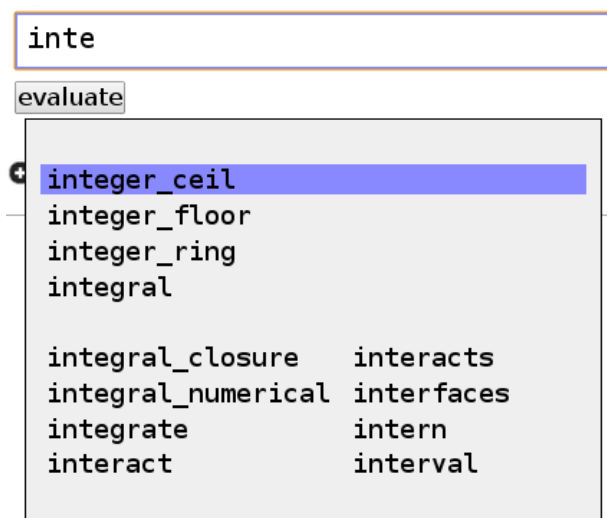 inte
evaluate
integer_ceil
integer_floor
integer_ring
integral
integral_closure interacts
integral_numerical interfaces
integrate intern
interact interval